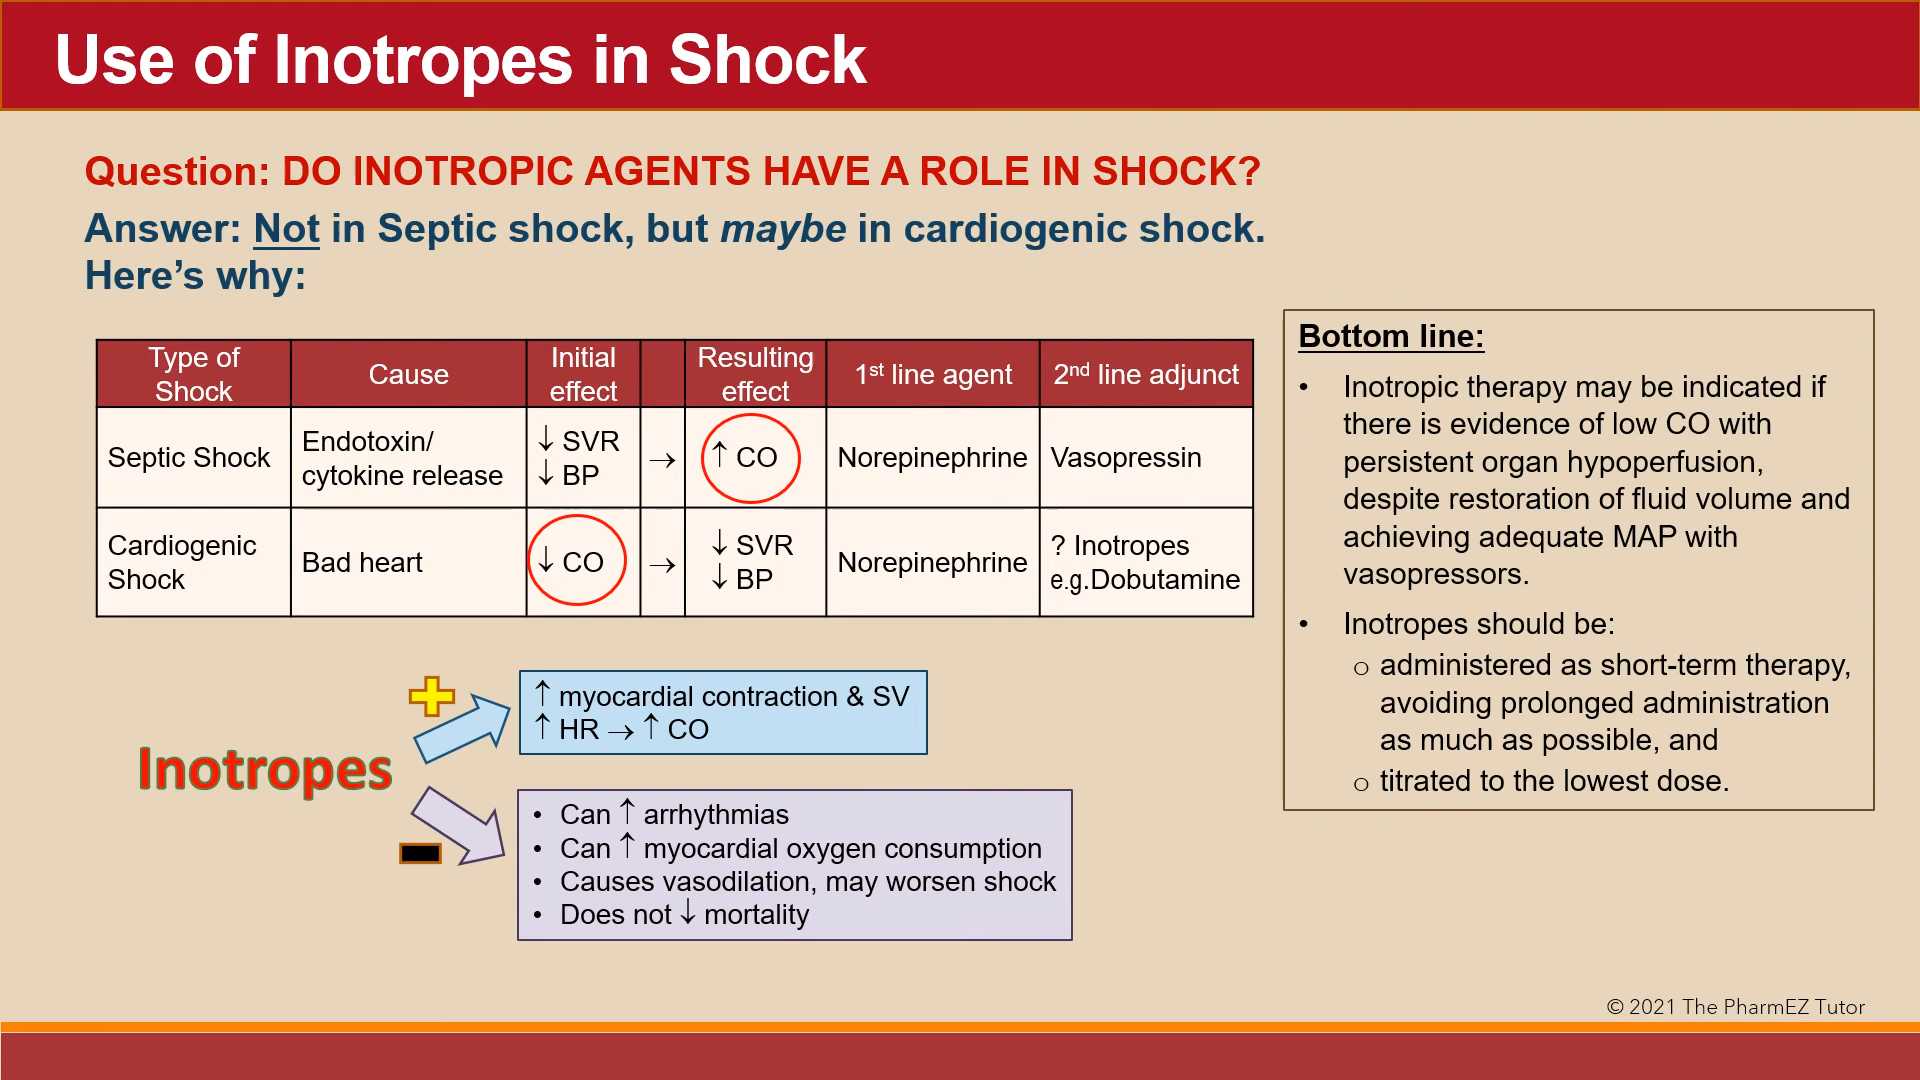 Use of Inotropes in Shock
Question: DO INOTROPIC AGENTS HAVE A ROLE IN SHOCK?
Answer: Not in Septic shock, but maybe in cardiogenic shock.
Here’s why:
Type of
Shock
Cause
Initial
effect
Resulting
effect
1st line agent
2nd line adjunct
Septic Shock
Endotoxin/
cytokine release
↓ SVR
↓ BP
→
↑ CO
Norepinephrine
Vasopressin
Cardiogenic
Shock
Bad heart
↓ CO
→
↓ SVR
↓ BP
Norepinephrine
? Inotropes
e.g.Dobutamine
Inotropes
↑ myocardial contraction & SV
↑ HR → ↑ CO
• Can ↑ arrhythmias
• Can ↑ myocardial oxygen consumption
• Causes vasodilation, may worsen shock
• Does not ↓ mortality
Bottom line:
• Inotropic therapy may be indicated if
there is evidence of low CO with
persistent organ hypoperfusion,
despite restoration of fluid volume and
achieving adequate MAP with
vasopressors.
• Inotropes should be:
o administered as short-term therapy,
avoiding prolonged administration
as much as possible, and
o titrated to the lowest dose.
© 2021 The PharmEZ Tutor